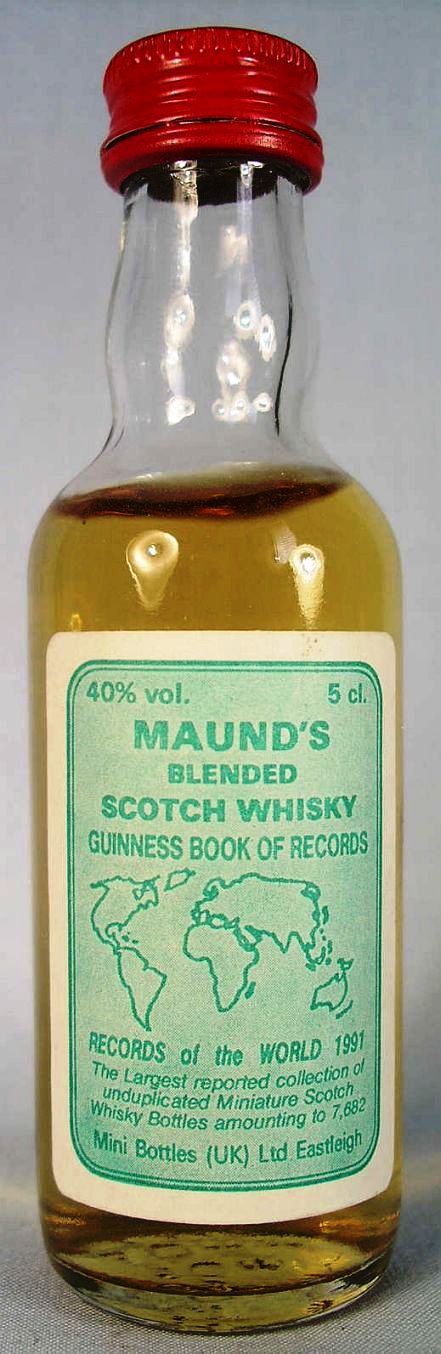 40% vol. 5 cl.
MAUND'S
BLENDED
SCOTCH WHISKY
GUINNESS BOOK OF RECORDS
RECORDS of the WORLD 1991
The Largest reported collection of
unduplicated Miniature Scotch
Whisky Bottles amounting to 7,682
Mini Bottles (UK) Ltd Eastleigh